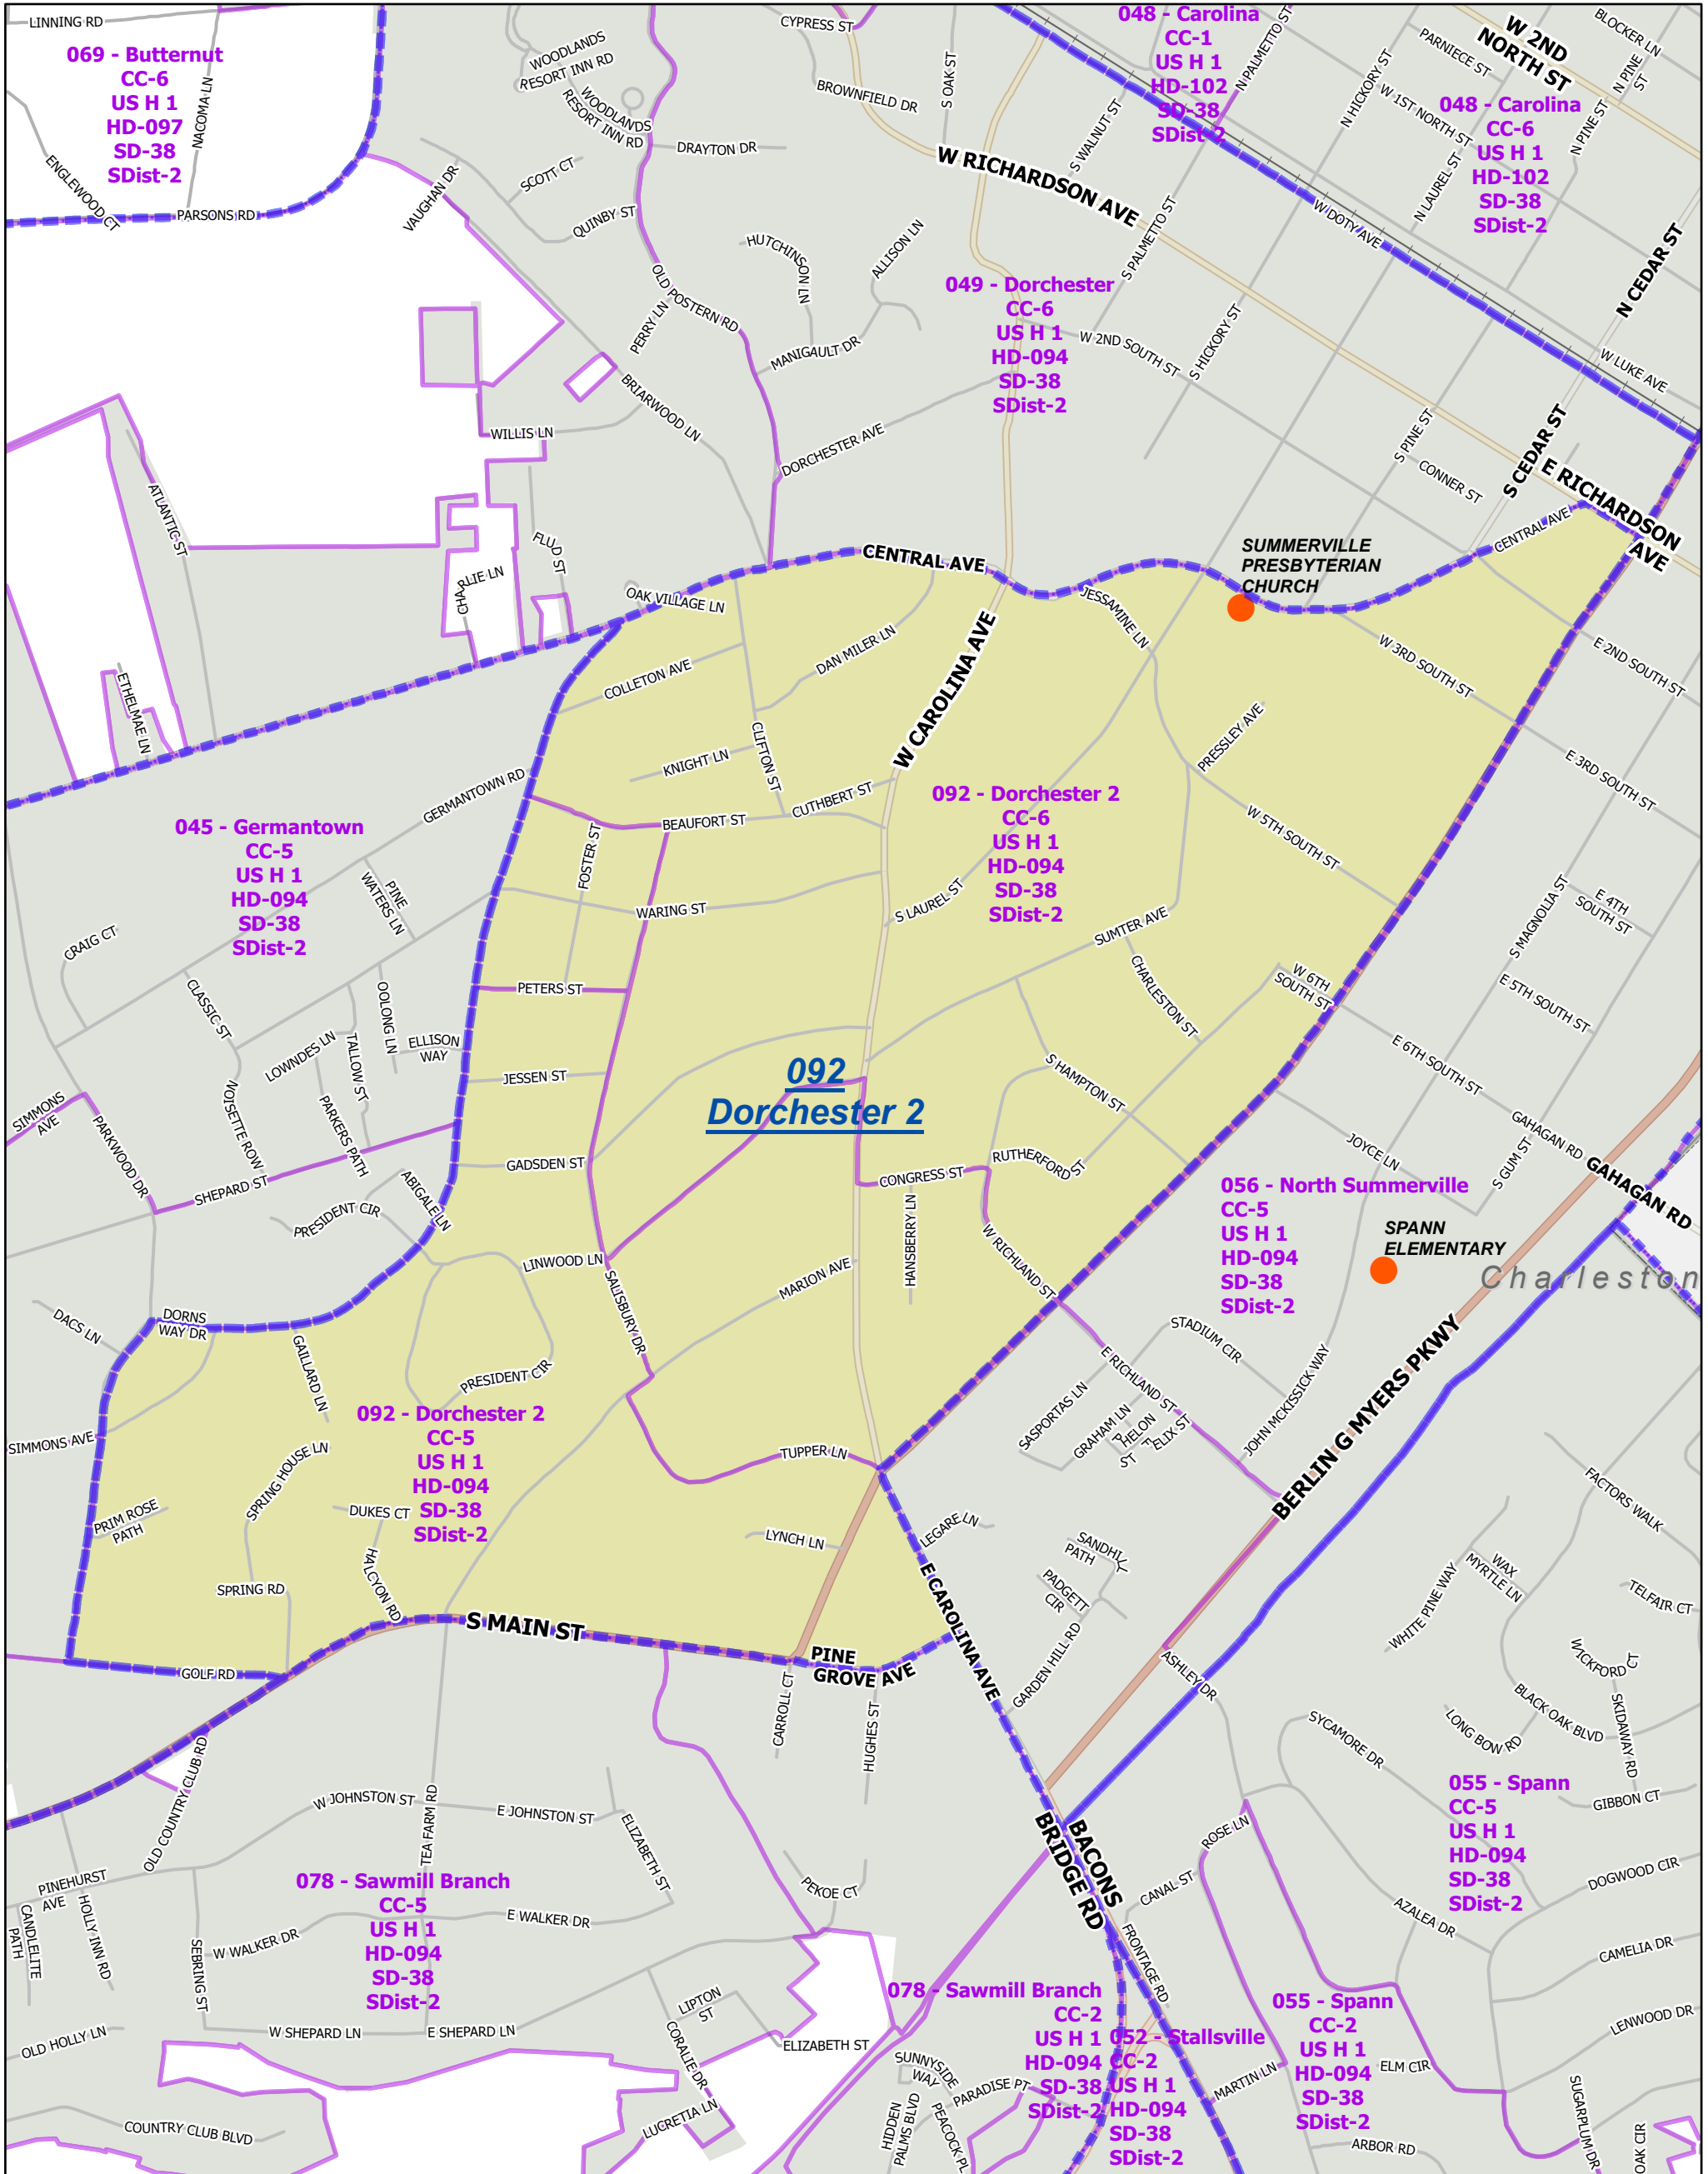 LINNING RD
069 - Butternut
CC-6
US H 1
HD-097
SD-38
SDist-2
NACOMA LN
ENGLEWOOD CT
PARSONS RD
WOODLANDS
RESORT INN RD
WOODLANDS
RESORT INN RD
DRAYTON DR
SCOTT CT
VAUGHAN DR
QUINBY ST
CYPRESS ST
BROWNFIELD DR
S OAK ST
W RICHARDSON AVE
S WALNUT ST
048 - Carolina
CC-1
US H 1
HD-102
SD-38
SDist-2
N PALMETTO ST
N HICKORY ST
PARNIECE ST
W 1ST NORTH ST
W 2ND
NORTH ST
BLOCKER LN
N PINE
ST
N PINE ST
048 - Carolina
CC-6
US H 1
HD-102
SD-38
SDist-2
N LAUREL ST
W DOTY AVE
N CEDAR ST
W LUKE AVE
S PALMETTO ST
HUTCHINSON LN
ALLISON LN
OLD POSTERN RD
PERRY LN
MANIGAULT DR
BRIARWOOD LN
WILLIS LN
DORCHESTER AVE
049 - Dorchester
CC-6
US H 1
HD-094
SD-38
SDist-2
W 2ND SOUTH ST
S HICKORY ST
S PINE ST
CONNER ST
S CEDAR ST
E RICHARDSON
AVE
CENTRAL AVE
ATLANTIC ST
FLUD ST
CHARLIE LN
ETHELMAE LN
OAK VILLAGE LN
CENTRAL AVE
JESSAMINE LN
SUMMERVILLE
PRESBYTERIAN
CHURCH
W 3RD SOUTH ST
E 2ND SOUTH ST
E 3RD SOUTH ST
COLLETON AVE
DAN MILER LN
W CAROLINA AVE
CLIFTON ST
KNIGHT LN
CUTHBERT ST
BEAUFORT ST
PRESSLEY AVE
W 5TH SOUTH ST
GERMANTOWN RD
045 - Germantown
CC-5
US H 1
HD-094
SD-38
SDist-2
PINE
WATERS LN
FOSTER ST
WARING ST
092 - Dorchester 2
CC-6
US H 1
HD-094
SD-38
SDist-2
S LAUREL ST
SUMTER AVE
CHARLESTON ST
W 6TH
SOUTH ST
S MAGNOLIA ST
E 4TH
SOUTH ST
E 5TH SOUTH ST
E 6TH SOUTH ST
CRAIG CT
CLASSIC ST
OOLONG LN
LOWNDES LN
TALLOW ST
ELLISON
WAY
PETERS ST
JESSEN ST
NOISETTE ROW
PARKERS PATH
SIMMONS
AVE
PARKWOOD DR
SHEPARD ST
PRESIDENT CIR
ABIGALE LN
GADSDEN ST
092
Dorchester 2
S HAMPTON ST
RUTHERFORD ST
CONGRESS ST
HANSBERRY LN
W RICHLAND ST
JOYCE LN
GAHAGAN RD
S GUM ST
GAHAGAN RD
056 - North Summerville
CC-5
US H 1
HD-094
SD-38
SDist-2
SPANN
ELEMENTARY
Charleston
LINWOOD LN
SALISBURY DR
MARION AVE
DACS LN
DORNS
WAY DR
GAILLARD LN
PRESIDENT CIR
STADIUM CIR
E RICHLAND ST
JOHN MCKISSICK WAY
BERLIN G MYERS PKWY
SASPORTAS LN
GRAHAM LN
PHELON
ST
FELIX ST
SIMMONS AVE
SPRING HOUSE LN
092 - Dorchester 2
CC-5
US H 1
HD-094
SD-38
SDist-2
TUPPER LN
PRIM ROSE
PATH
DUKES CT
HALCYON RD
SPRING RD
LYNCH LN
LEGARE LN
E CAROLINA AVE
SANDHILL
PATH
PADGETT
CIR
GARDEN HILL RD
FACTORS WALK
WAX
MYRTLE LN
WHITE PINE WAY
TELFAIR CT
WICKFORD CT
BLACK OAK BLVD
SKIDAWAY RD
LONG BOW RD
S MAIN ST
PINE
GROVE AVE
GOLF RD
CARROLL CT
HUGHES ST
ASHLEY DR
SYCAMORE DR
OLD COUNTRY CLUB RD
W JOHNSTON ST
TEA FARM RD
E JOHNSTON ST
ELIZABETH ST
GIBBON CT
055 - Spann
CC-5
US H 1
HD-094
SD-38
SDist-2
BACONS
BRIDGE RD
ROSE LN
CANAL ST
DOGWOOD CIR
AZALEA DR
CAMELIA DR
PINEHURST
AVE
078 - Sawmill Branch
CC-5
US H 1
HD-094
SD-38
SDist-2
PEKOE CT
CANDLELITE
PATH
HOLLY INN RD
SEBRING ST
W WALKER DR
E WALKER DR
FRONTAGE RD
078 - Sawmill Branch
CC-2
US H 1
HD-094
SD-38
SDist-2
052 - Stallsville
CC-2
US H 1
HD-094
SD-38
SDist-2
055 - Spann
CC-2
US H 1
HD-094
SD-38
SDist-2
LENWOOD DR
LIPTON
ST
OLD HOLLY LN
W SHEPARD LN
E SHEPARD LN
ELIZABETH ST
CORALIE DR
LUCRETIA LN
SUNNYSIDE
WAY
PARADISE PT
HIDDEN
PALMS BLVD
PEACOCK PL
MARTIN LN
ELM CIR
ARBOR RD
SUGARPLUM DR
OAK CIR
COUNTRY CLUB BLVD